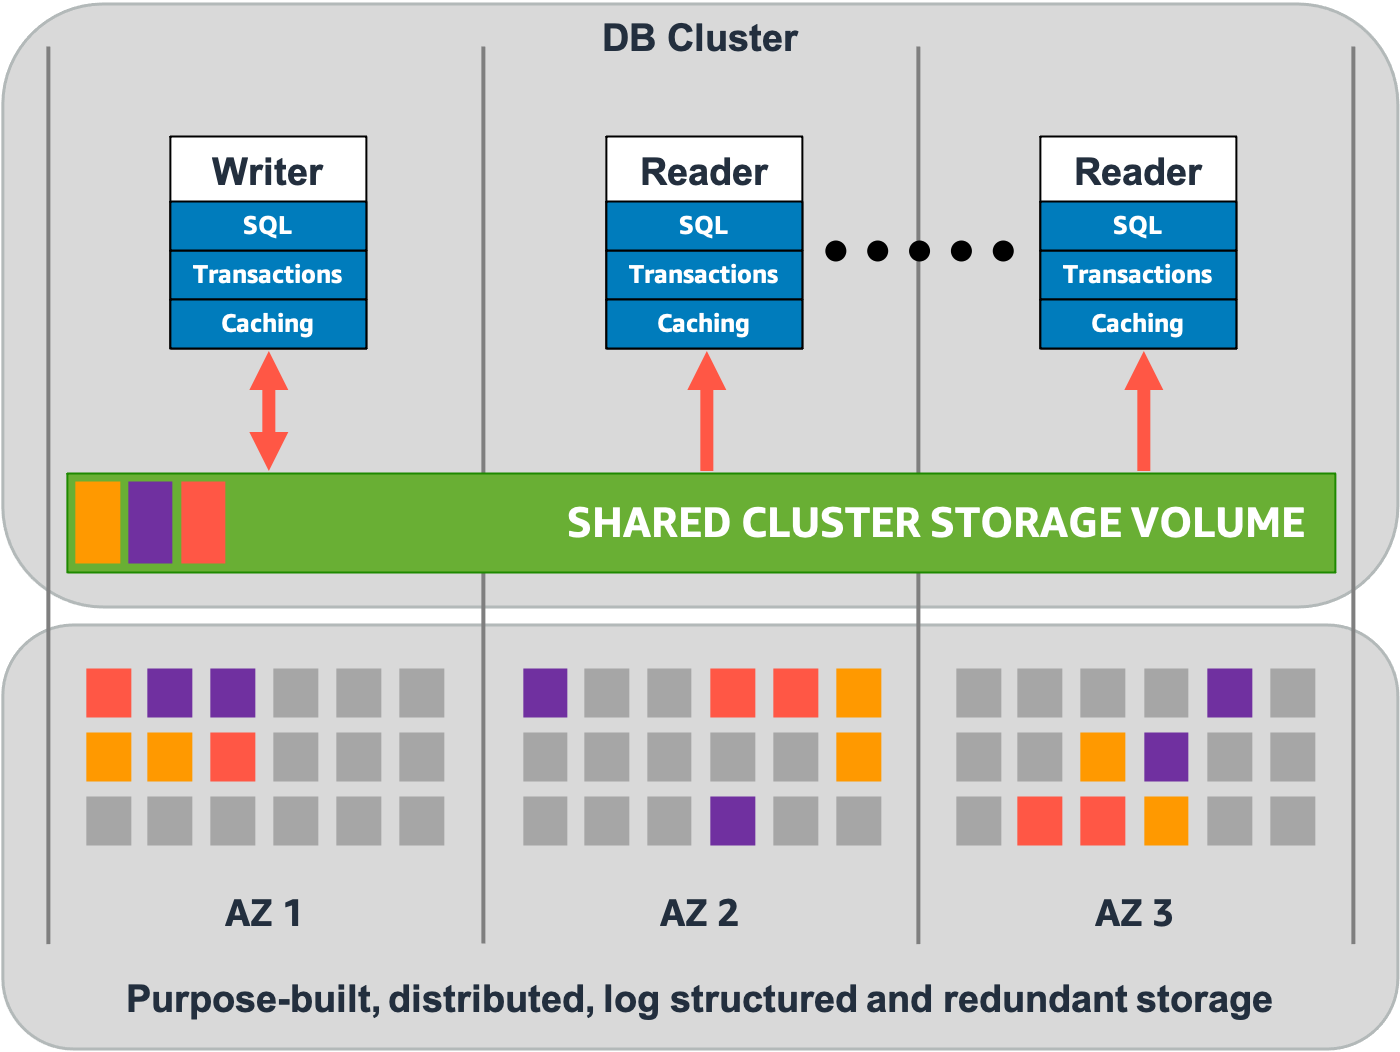 DB Cluster
Writer
SQL
Transactions
Caching
Reader
SQL
Transactions
Caching
Reader
SQL
Transactions
Caching
SHARED CLUSTER STORAGE VOLUME
AZ 1
AZ 2
AZ 3
Purpose-built, distributed, log structured and redundant storage